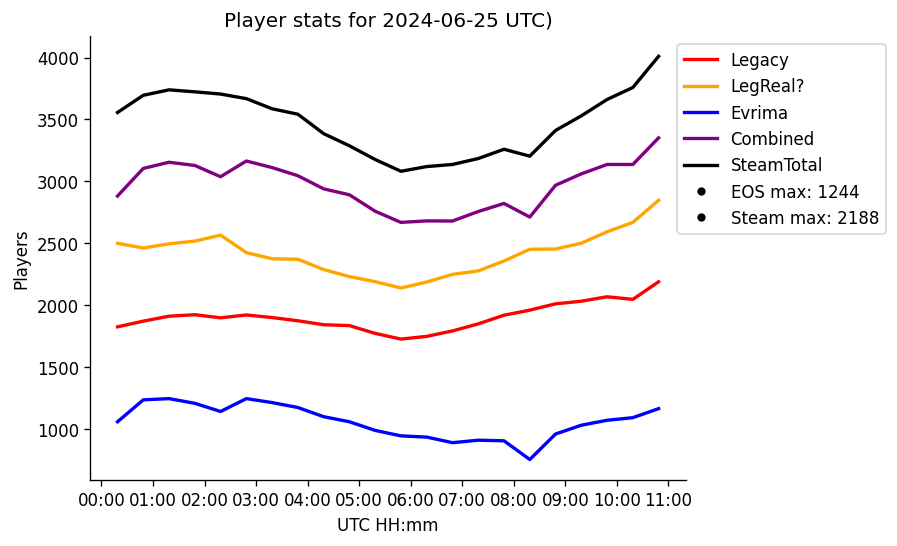 Player stats for 2024-06-25 UTC)
Players
4000
3500
3000
2500
2000
1500
1000
00:00 01:00 02:00 03:00 04:00 05:00 06:00 07:00 08:00 09:00 10:00 11:00
UTC HH:mm
Legacy
LegReal?
Evrima
Combined
SteamTotal
EOS max: 1244
Steam max: 2188